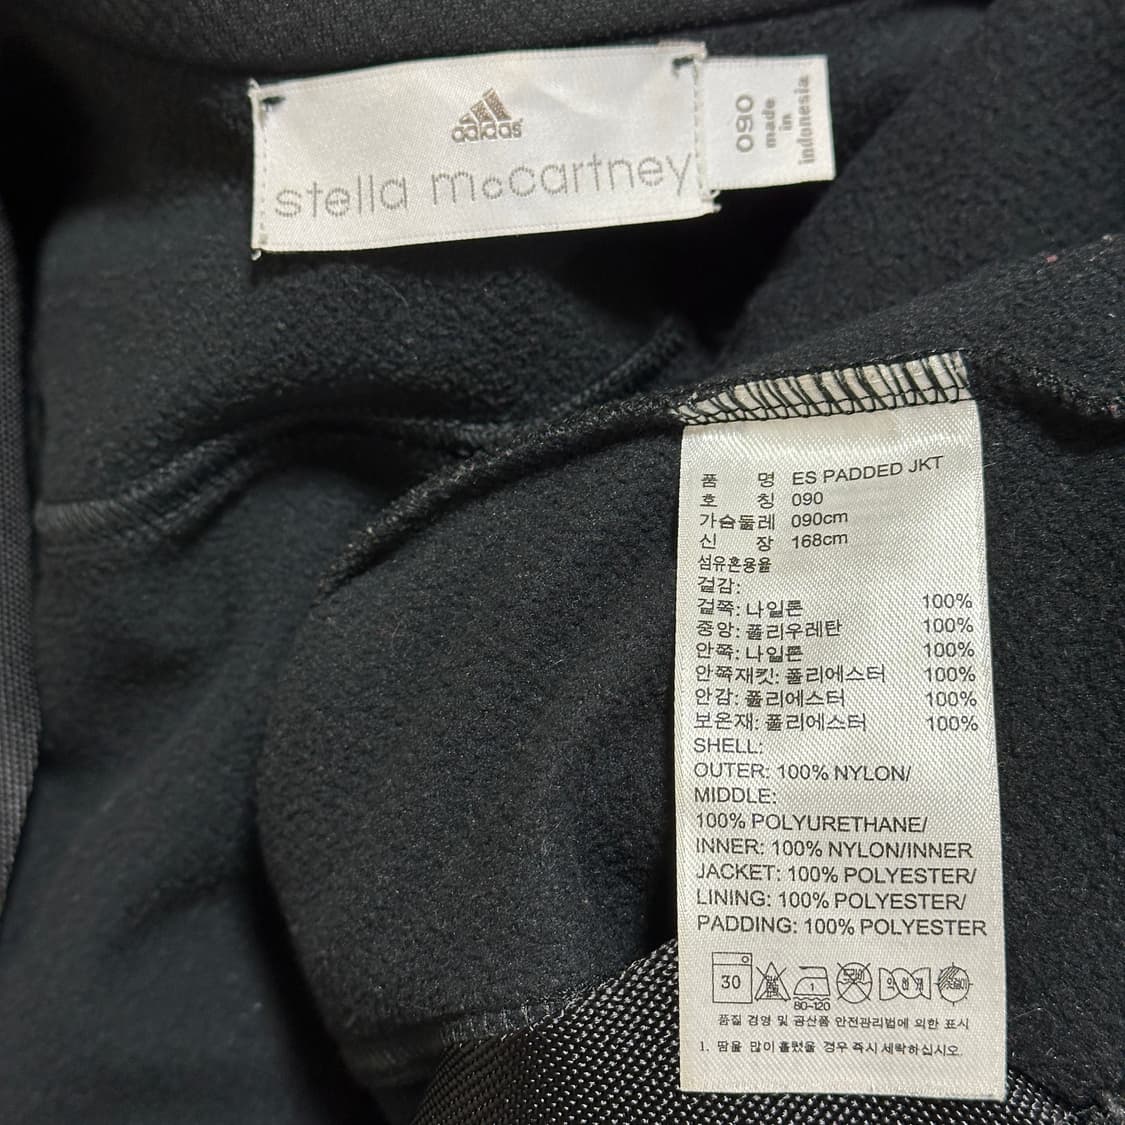 adidas
stella mccartney
090
made
in
indonesia
품 명 ES PADDED JKT
호 칭 090
가슴둘레 090cm
신 장 168cm
섬유혼용율
겉감:
겉쪽: 나일론 100%
중앙: 폴리우레탄 100%
안쪽: 나일론 100%
안쪽재킷: 폴리에스터 100%
안감: 폴리에스터 100%
보온재: 폴리에스터 100%
SHELL:
OUTER: 100% NYLON/
MIDDLE:
100% POLYURETHANE/
INNER: 100% NYLON/INNER
JACKET: 100% POLYESTER/
LINING: 100% POLYESTER/
PADDING: 100% POLYESTER
30
1
80~120
품질 경영 및 공산품 안전관리법에 의한 표시
1. 땀을 많이 흘렸을 경우 즉시 세탁하십시오.